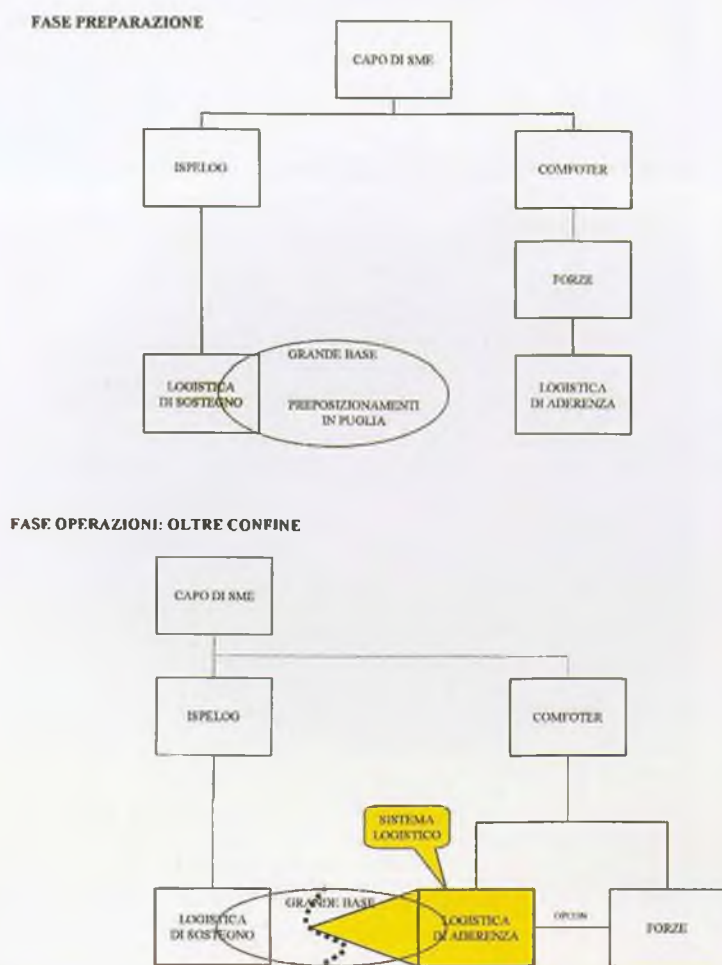 FASE PREPARAZIONE
CAPO DI SME
ISPELOG
COMFOTER
FORZE
GRANDE BASE
LOGISTICA
DI SOSTEGNO
PREPOSIZIONAMENTI
IN PUGLIA
LOGISTICA
DI ADERENZA
FASE OPERAZIONI: OLTRE CONFINE
CAPO DI SME
ISPELOG
COMFOTER
SISTEMA
LOGISTICO
GRANDE BASE
LOGISTICA
DI SOSTEGNO
LOGISTICA
DI ADERENZA
OPCON
FORZE